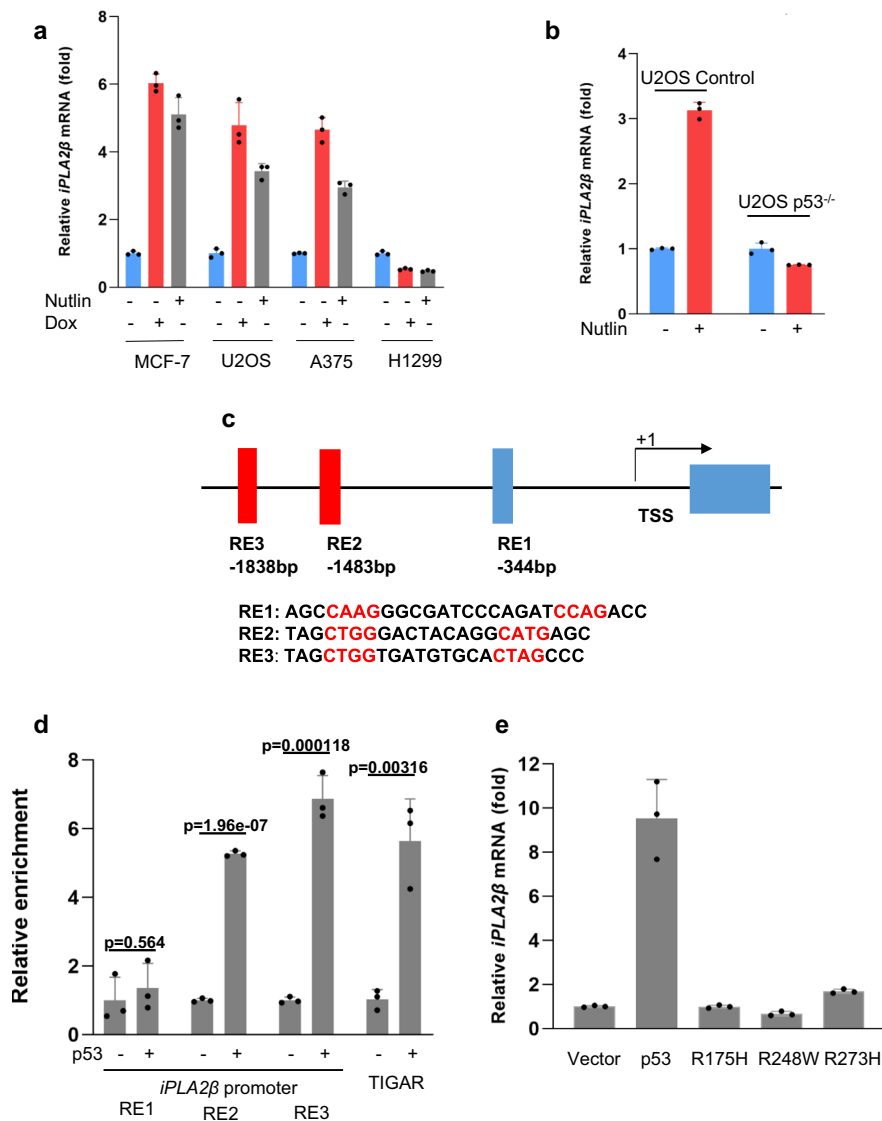 a
Relative iPLA2β mRNA (fold)
8
6
4
2
0
Nutlin - - + - - + - - + - - +
Dox - + - - + - - + - - + -
MCF-7 U2OS A375 H1299
b
Relative iPLA2β mRNA (fold)
4
3
2
1
0
U2OS Control
U2OS p53-/-
Nutlin - + - +
c
+1
TSS
RE3 RE2 RE1
-1838bp -1483bp -344bp
RE1: AGCCAAGGGCGATCCCAGATCCAGACC
RE2: TAGCTGGGACTACAGGCATGAGC
RE3: TAGCTGGTGATGTGCACTAGCCC
d
Relative enrichment
8
6
4
2
0
p=0.564
p=1.96e-07
p=0.000118
p=0.00316
p53 - + - + - + - +
iPLA2β promoter TIGAR
RE1 RE2 RE3
e
Relative iPLA2β mRNA (fold)
12
10
8
6
4
2
0
Vector p53 R175H R248W R273H